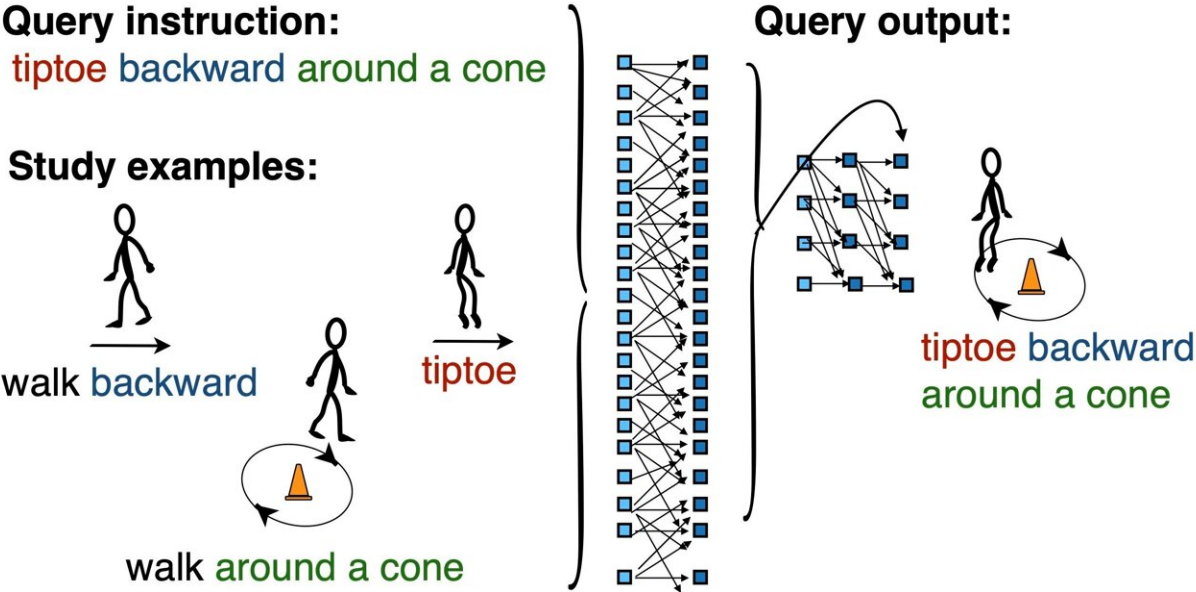 Query instruction:
tiptoe backward around a cone
Study examples:
walk backward
tiptoe
walk around a cone
Query output:
tiptoe backward
around a cone